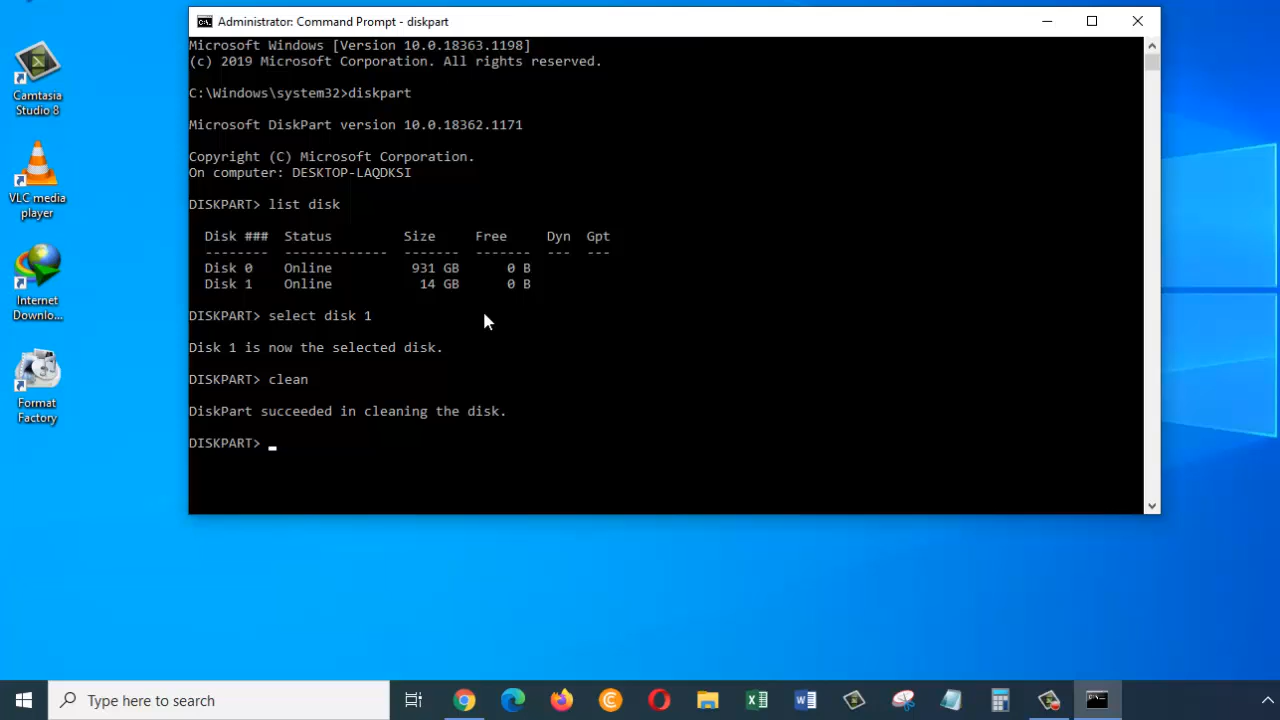 Administrator: Command Prompt - diskpart
Microsoft Windows [Version 10.0.18363.1198]
(c) 2019 Microsoft Corporation. All rights reserved.
C:\Windows\system32>diskpart
Microsoft DiskPart version 10.0.18362.1171
Copyright (C) Microsoft Corporation.
On computer: DESKTOP-LAQDKSI
DISKPART> list disk
Disk ### Status Size Free Dyn Gpt
-------- ------------- ------- ------- --- ---
Disk 0 Online 931 GB 0 B
Disk 1 Online 14 GB 0 B
DISKPART> select disk 1
Disk 1 is now the selected disk.
DISKPART> clean
DiskPart succeeded in cleaning the disk.
DISKPART> _
Camtasia
Studio 8
VLC media
player
Internet
Downlo...
Format
Factory
Type here to search